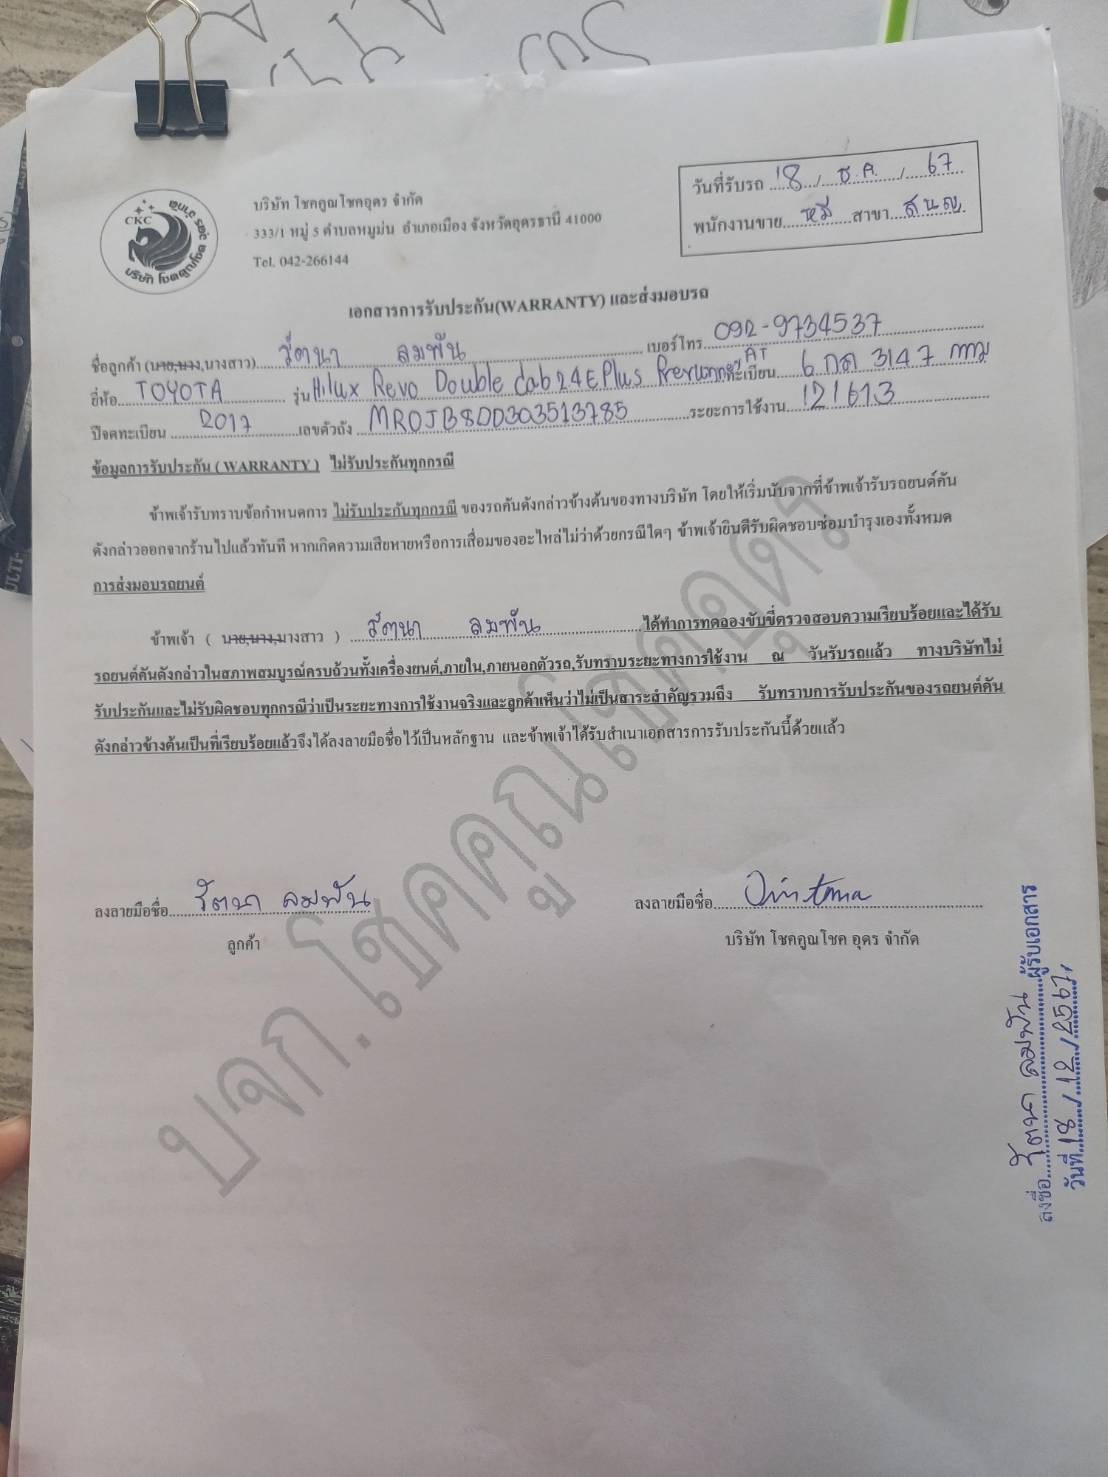 CKC
บริษัท โชคคูณโชคอุดร จำกัด
333/1 หมู่ 5 ตำบลหมูม่น อำเภอเมือง จังหวัดอุดรธานี 41000
Tel. 042-266144
วันที่รับรถ 18 / ธ.ค. / 67
พนักงานขาย หมี สาขา
เอกสารการรับประกัน(WARRANTY) และส่งมอบรถ
ชื่อลูกค้า (นาย,นาง,นางสาว) รัตนา ลมพัน เบอร์โทร 092-9734537
ยี่ห้อ TOYOTA รุ่น Hilux Revo Double Cab 2.4 E Plus Prerunner AT ทะเบียน 6 กด 3147 กทม
ปีจดทะเบียน 2017 เลขตัวถัง MR0JB8DD303513785 ระยะการใช้งาน 121613
ข้อมูลการรับประกัน ( WARRANTY ) ไม่รับประกันทุกกรณี
ข้าพเจ้ารับทราบข้อกำหนดการ ไม่รับประกันทุกกรณี ของรถคันดังกล่าวข้างต้นของทางบริษัท โดยให้เริ่มนับจากที่ข้าพเจ้ารับรถยนต์คัน
ดังกล่าวออกจากร้านไปแล้วทันที หากเกิดความเสียหายหรือการเสื่อมของอะไหล่ไม่ว่าด้วยกรณีใดๆ ข้าพเจ้ายินดีรับผิดชอบซ่อมบำรุงเองทั้งหมด
การส่งมอบรถยนต์
ข้าพเจ้า ( นาย,นาง,นางสาว ) รัตนา ลมพัน ได้ทำการทดลองขับขี่ตรวจสอบความเรียบร้อยและได้รับ
รถยนต์คันดังกล่าวในสภาพสมบูรณ์ครบถ้วนทั้งเครื่องยนต์,ภายใน,ภายนอกตัวรถ,รับทราบระยะทางการใช้งาน ณ วันรับรถแล้ว ทางบริษัทไม่
รับประกันและไม่รับผิดชอบทุกกรณีว่าเป็นระยะทางการใช้งานจริงและลูกค้าเห็นว่าไม่เป็นสาระสำคัญรวมถึง รับทราบการรับประกันของรถยนต์คัน
ดังกล่าวข้างต้นเป็นที่เรียบร้อยแล้วจึงได้ลงลายมือชื่อไว้เป็นหลักฐาน และข้าพเจ้าได้รับสำเนาเอกสารการรับประกันนี้ด้วยแล้ว
ลงลายมือชื่อ รัตนา ลมพัน
ลูกค้า
ลงลายมือชื่อ
บริษัท โชคคูณโชค อุดร จำกัด
บจก.โชคคูณโชคอุดร
ลงชื่อ รัตนา ลมพัน ผู้รับเอกสาร
วันที่ 18 / 12 / 2567